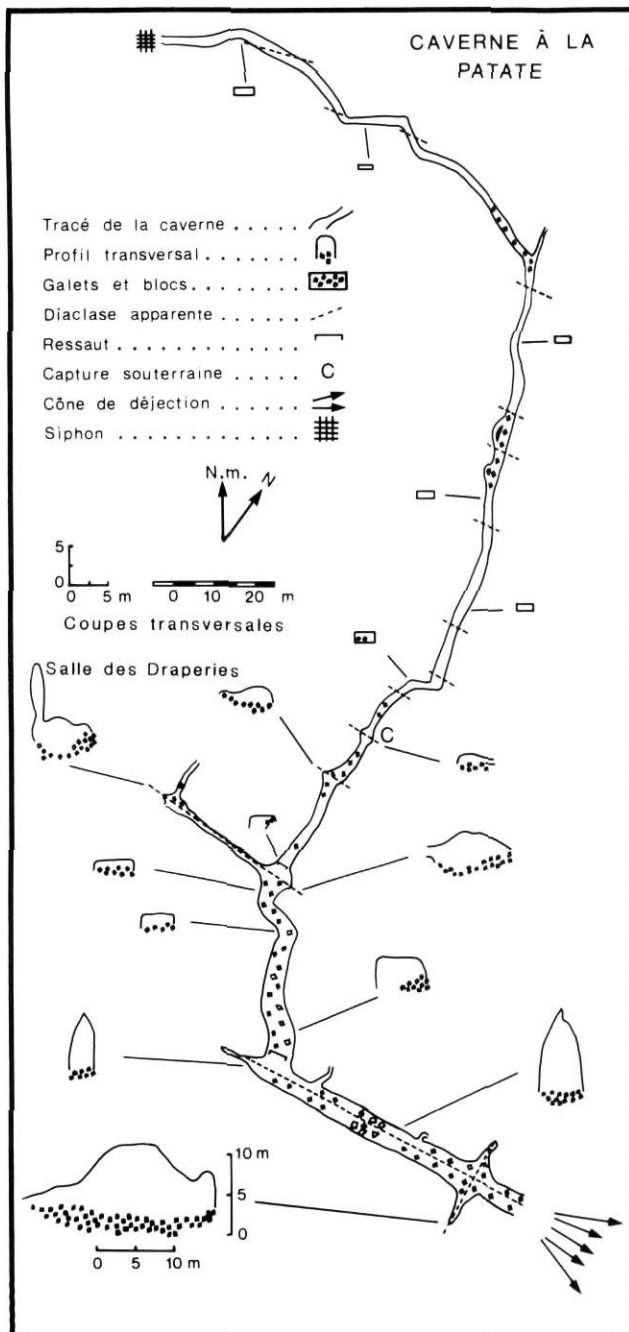 CAVERNE À LA
PATATE
Tracé de la caverne . . . . . .
Profil transversal . . . . . . .
Galets et blocs. . . . . . . . .
Diaclase apparente . . . . . .
Ressaut . . . . . . . . . . . . .
Capture souterraine . . . . . C
Cône de déjection . . . . . . .
Siphon . . . . . . . . . . . . .
N.m. N
5
0
0 5 m 0 10 20 m
Coupes transversales
Salle des Draperies
C
10 m
5
0
0 5 10 m